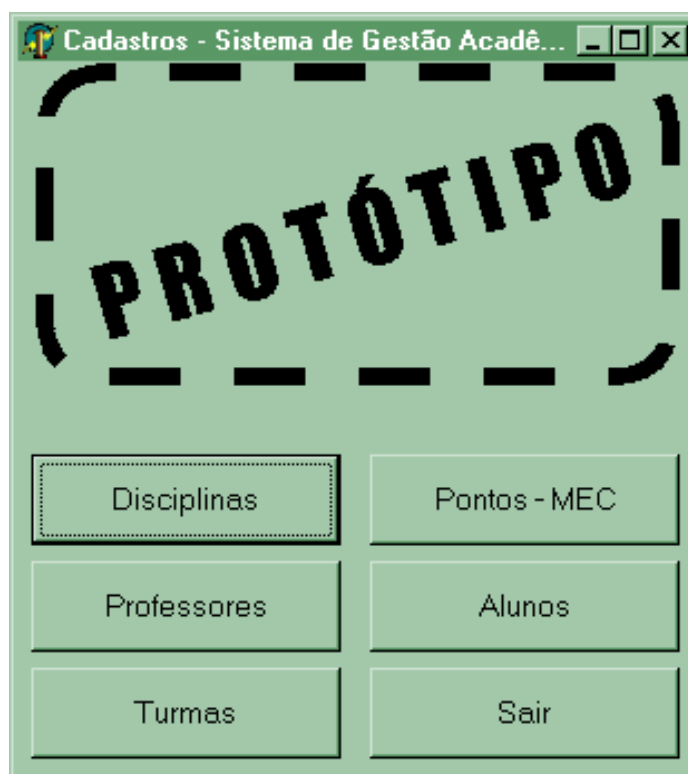 Cadastros - Sistema de Gestão Acadê...
PROTÓTIPO
Disciplinas
Pontos - MEC
Professores
Alunos
Turmas
Sair